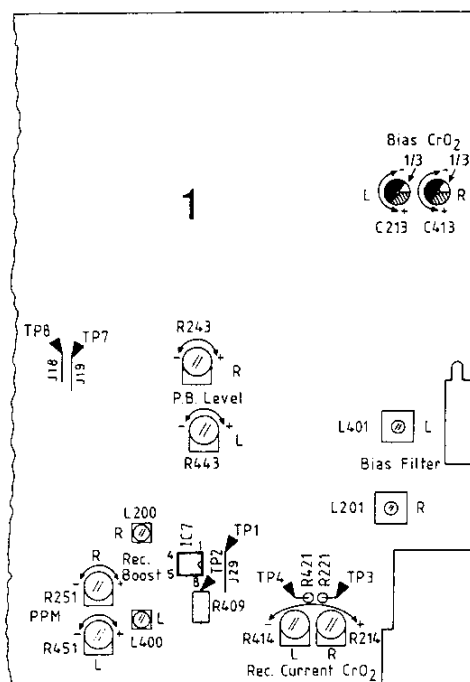 Bias CrO2
- 1/3 - 1/3
L R
+ +
C213 C413
1
TP8 TP7
J18 J19
R243
- +
R
P.B. Level
- +
L
R443
L401 L
Bias Filter
L201 R
L200
R
IC7
4 1
5 8
TP1
TP2
J29
Rec.
Boost
R
- +
R251
R409
PPM
- +
R451
L
L
L400
R421 R221
TP4 TP3
- +
R414 R214
L R
Rec. Current CrO2